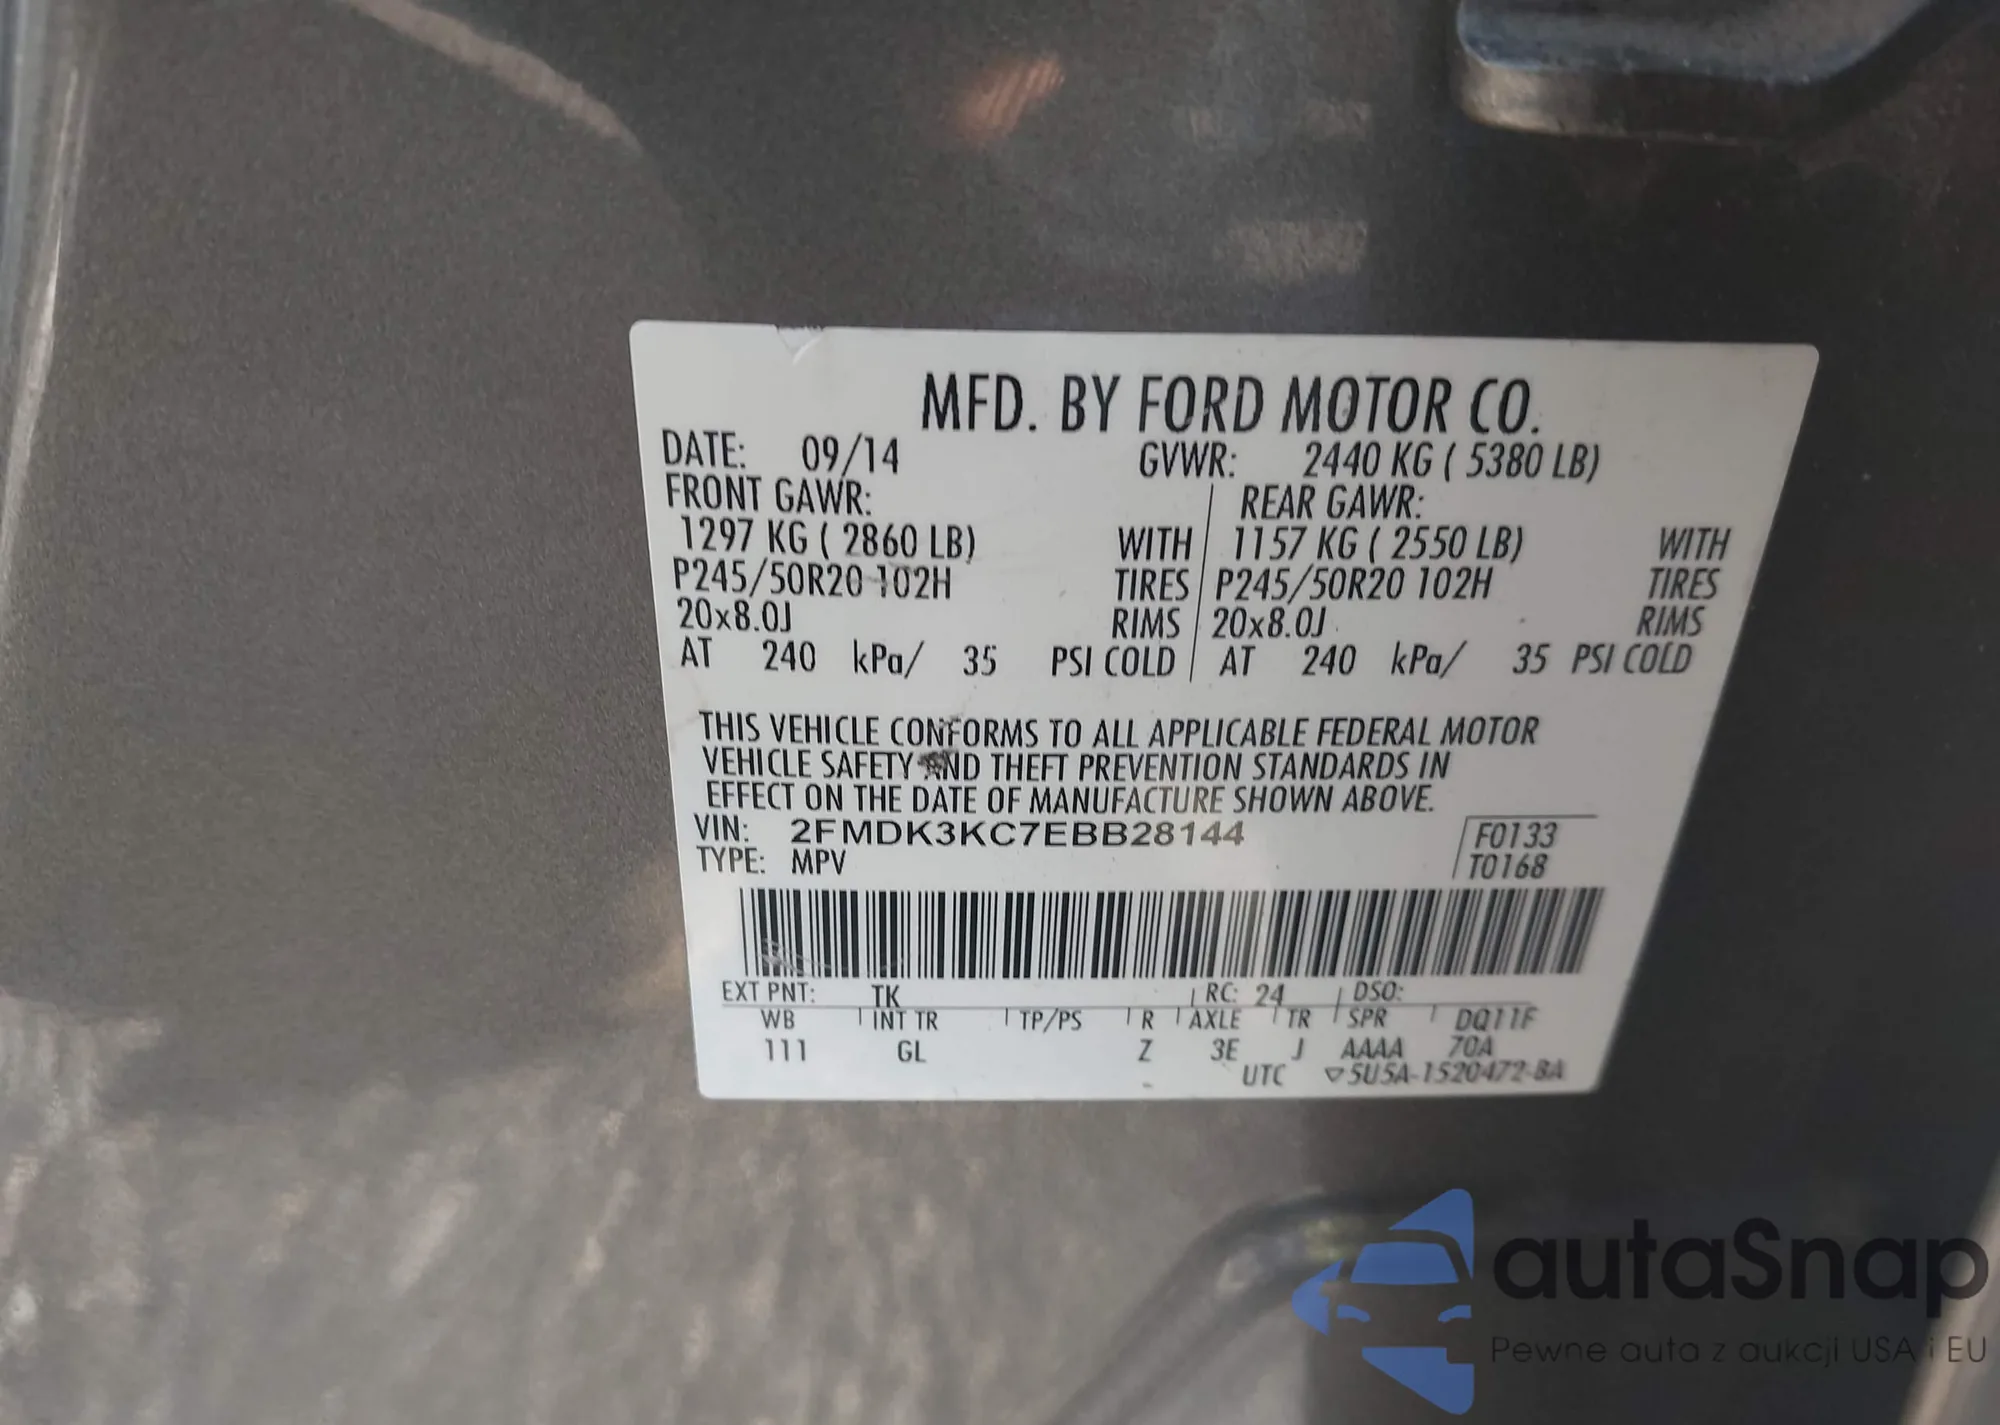 MFD. BY FORD MOTOR CO.
DATE: 09/14 GVWR: 2440 KG ( 5380 LB)
FRONT GAWR: REAR GAWR:
1297 KG ( 2860 LB) WITH 1157 KG ( 2550 LB) WITH
P245/50R20 102H TIRES P245/50R20 102H TIRES
20x8.0J RIMS 20x8.0J RIMS
AT 240 kPa/ 35 PSI COLD AT 240 kPa/ 35 PSI COLD
THIS VEHICLE CONFORMS TO ALL APPLICABLE FEDERAL MOTOR
VEHICLE SAFETY AND THEFT PREVENTION STANDARDS IN
EFFECT ON THE DATE OF MANUFACTURE SHOWN ABOVE.
VIN: 2FMDK3KC7EBB28144 F0133
TYPE: MPV T0168
EXT PNT: TK RC: 24 DSO:
WB INT TR TP/PS R AXLE TR SPR DQ11F
111 GL Z 3E J AAAA 70A
UTC ▽5U5A-1520472-BA
autaSnap
Pewne auta z aukcji USA i EU